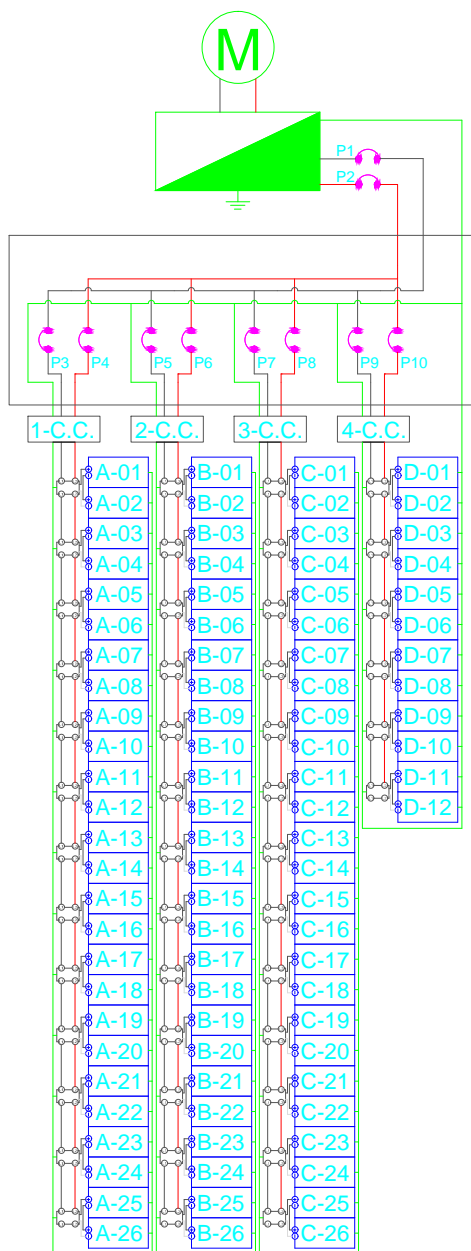 M
P1
P2
P3 P4 P5 P6 P7 P8 P9 P10
1-C.C. 2-C.C. 3-C.C. 4-C.C.
A-01 B-01 C-01 D-01
A-02 B-02 C-02 D-02
A-03 B-03 C-03 D-03
A-04 B-04 C-04 D-04
A-05 B-05 C-05 D-05
A-06 B-06 C-06 D-06
A-07 B-07 C-07 D-07
A-08 B-08 C-08 D-08
A-09 B-09 C-09 D-09
A-10 B-10 C-10 D-10
A-11 B-11 C-11 D-11
A-12 B-12 C-12 D-12
A-13 B-13 C-13
A-14 B-14 C-14
A-15 B-15 C-15
A-16 B-16 C-16
A-17 B-17 C-17
A-18 B-18 C-18
A-19 B-19 C-19
A-20 B-20 C-20
A-21 B-21 C-21
A-22 B-22 C-22
A-23 B-23 C-23
A-24 B-24 C-24
A-25 B-25 C-25
A-26 B-26 C-26